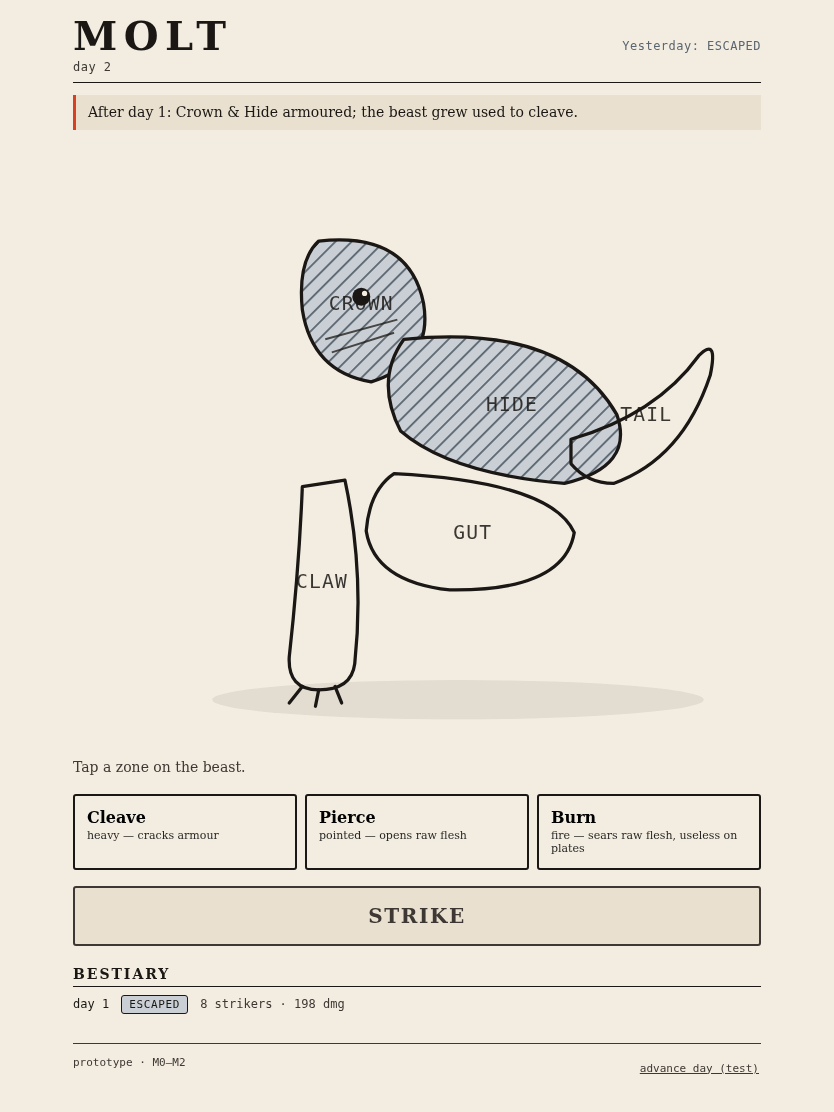 MOLT
Yesterday: ESCAPED
day 2
After day 1: Crown & Hide armoured; the beast grew used to cleave.
CROWN
HIDE
TAIL
GUT
CLAW
Tap a zone on the beast.
Cleave
heavy — cracks armour
Pierce
pointed — opens raw flesh
Burn
fire — sears raw flesh, useless on
plates
STRIKE
BESTIARY
day 1 ESCAPED 8 strikers · 198 dmg
prototype · M0–M2
advance day (test)